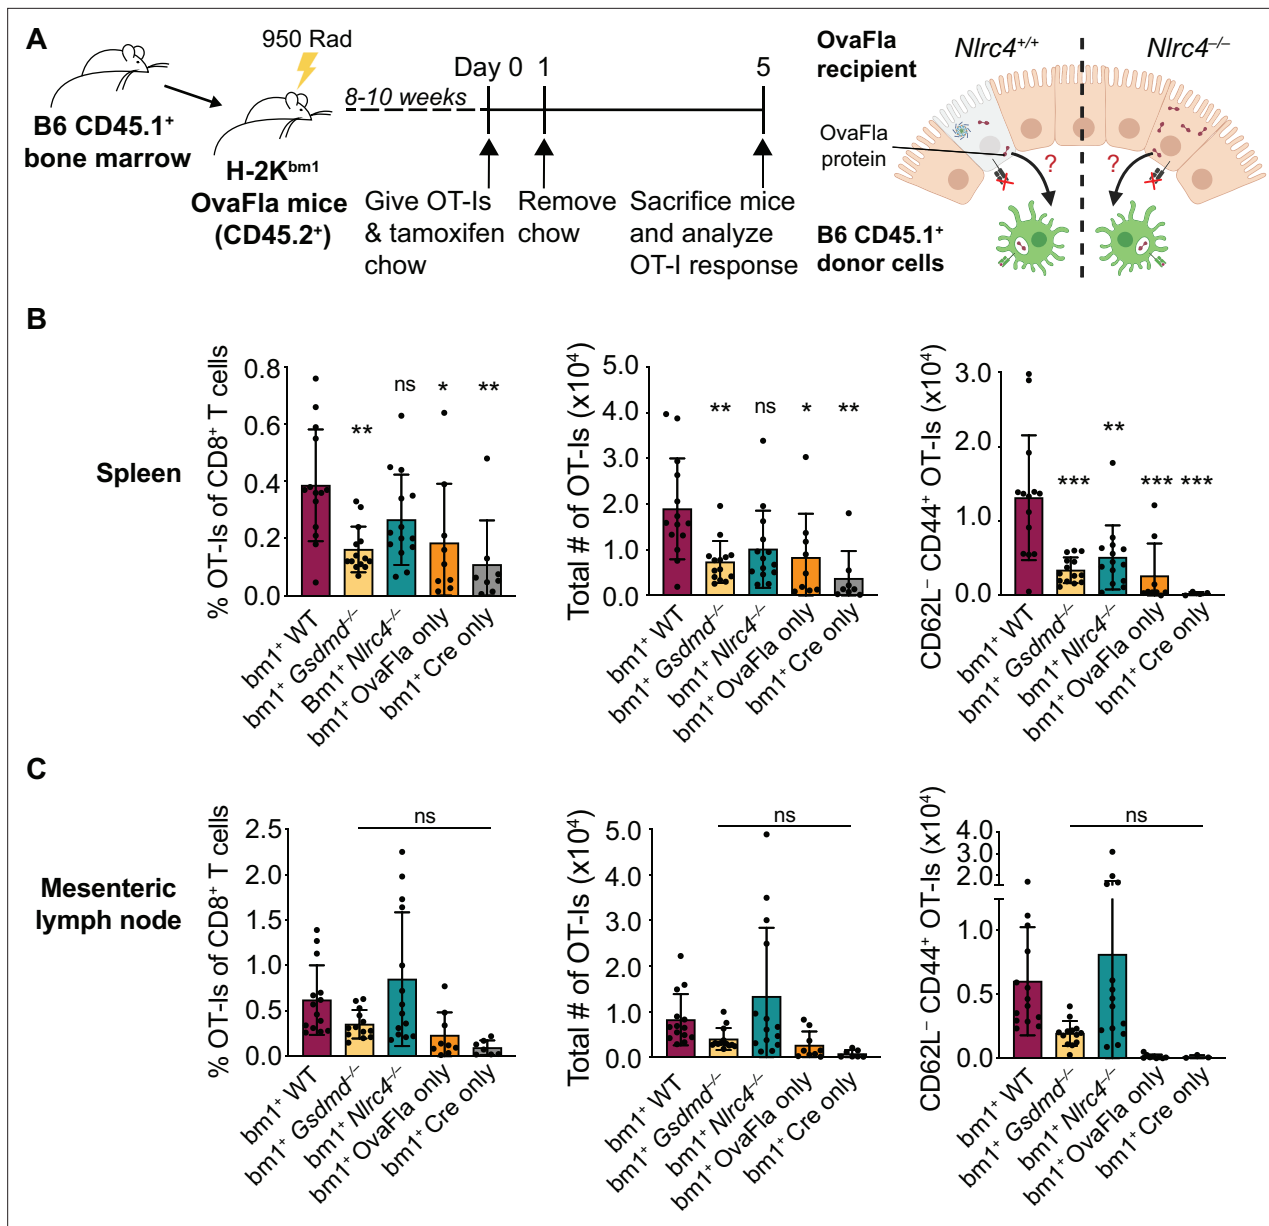 A
950 Rad
Day 0 1 5
8-10 weeks
B6 CD45.1⁺
bone marrow
H-2Kᵇᵐ¹
OvaFla mice
(CD45.2⁺)
Give OT-Is
& tamoxifen
chow
Remove
chow
Sacrifice mice
and analyze
OT-I response
OvaFla
recipient
Nlrc4⁺/⁺
Nlrc4⁻/⁻
OvaFla
protein
?
?
B6 CD45.1⁺
donor cells
B
Spleen
% OT-Is of CD8⁺ T cells
0.8
0.6
0.4
0.2
0.0
**
ns
*
**
bm1⁺ WT
bm1⁺ Gsdmd⁻/⁻
Bm1⁺ Nlrc4⁻/⁻
bm1⁺ OvaFla only
bm1⁺ Cre only
Total # of OT-Is (x10⁴)
5.0
4.0
3.0
2.0
1.0
0.0
**
ns
*
**
bm1⁺ WT
bm1⁺ Gsdmd⁻/⁻
bm1⁺ Nlrc4⁻/⁻
bm1⁺ OvaFla only
bm1⁺ Cre only
CD62L⁻ CD44⁺ OT-Is (x10⁴)
3.0
2.0
1.0
0.0
***
**
***
***
bm1⁺ WT
bm1⁺ Gsdmd⁻/⁻
bm1⁺ Nlrc4⁻/⁻
bm1⁺ OvaFla only
bm1⁺ Cre only
C
Mesenteric
lymph node
% OT-Is of CD8⁺ T cells
2.5
2.0
1.5
1.0
0.5
0.0
ns
bm1⁺ WT
bm1⁺ Gsdmd⁻/⁻
bm1⁺ Nlrc4⁻/⁻
bm1⁺ OvaFla only
bm1⁺ Cre only
Total # of OT-Is (x10⁴)
5.0
4.0
3.0
2.0
1.0
0.0
ns
bm1⁺ WT
bm1⁺ Gsdmd⁻/⁻
bm1⁺ Nlrc4⁻/⁻
bm1⁺ OvaFla only
bm1⁺ Cre only
CD62L⁻ CD44⁺ OT-Is (x10⁴)
4.0
3.0
2.0
1.0
0.5
0.0
ns
bm1⁺ WT
bm1⁺ Gsdmd⁻/⁻
bm1⁺ Nlrc4⁻/⁻
bm1⁺ OvaFla only
bm1⁺ Cre only